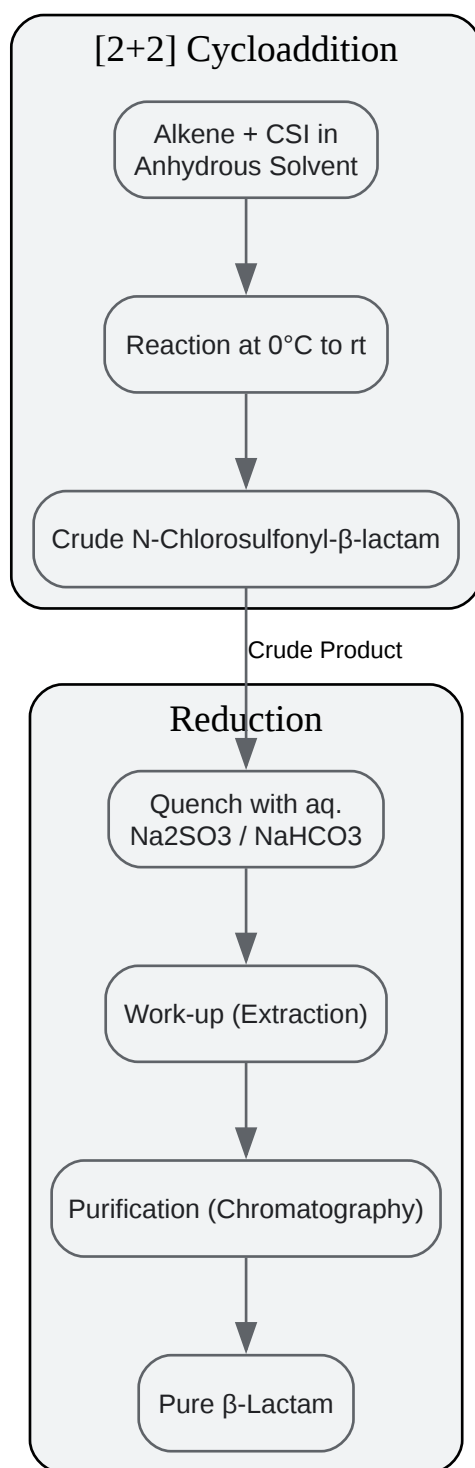 [2+2] Cycloaddition
Alkene + CSI in
Anhydrous Solvent
Reaction at 0°C to rt
Crude N-Chlorosulfonyl-β-lactam
Crude Product
Reduction
Quench with aq.
Na2SO3 / NaHCO3
Work-up (Extraction)
Purification (Chromatography)
Pure β-Lactam